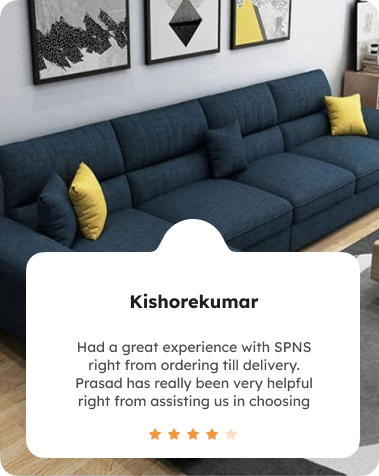 Kishorekumar
Had a great experience with SPNS
right from ordering till delivery.
Prasad has really been very helpful
right from assisting us in choosing